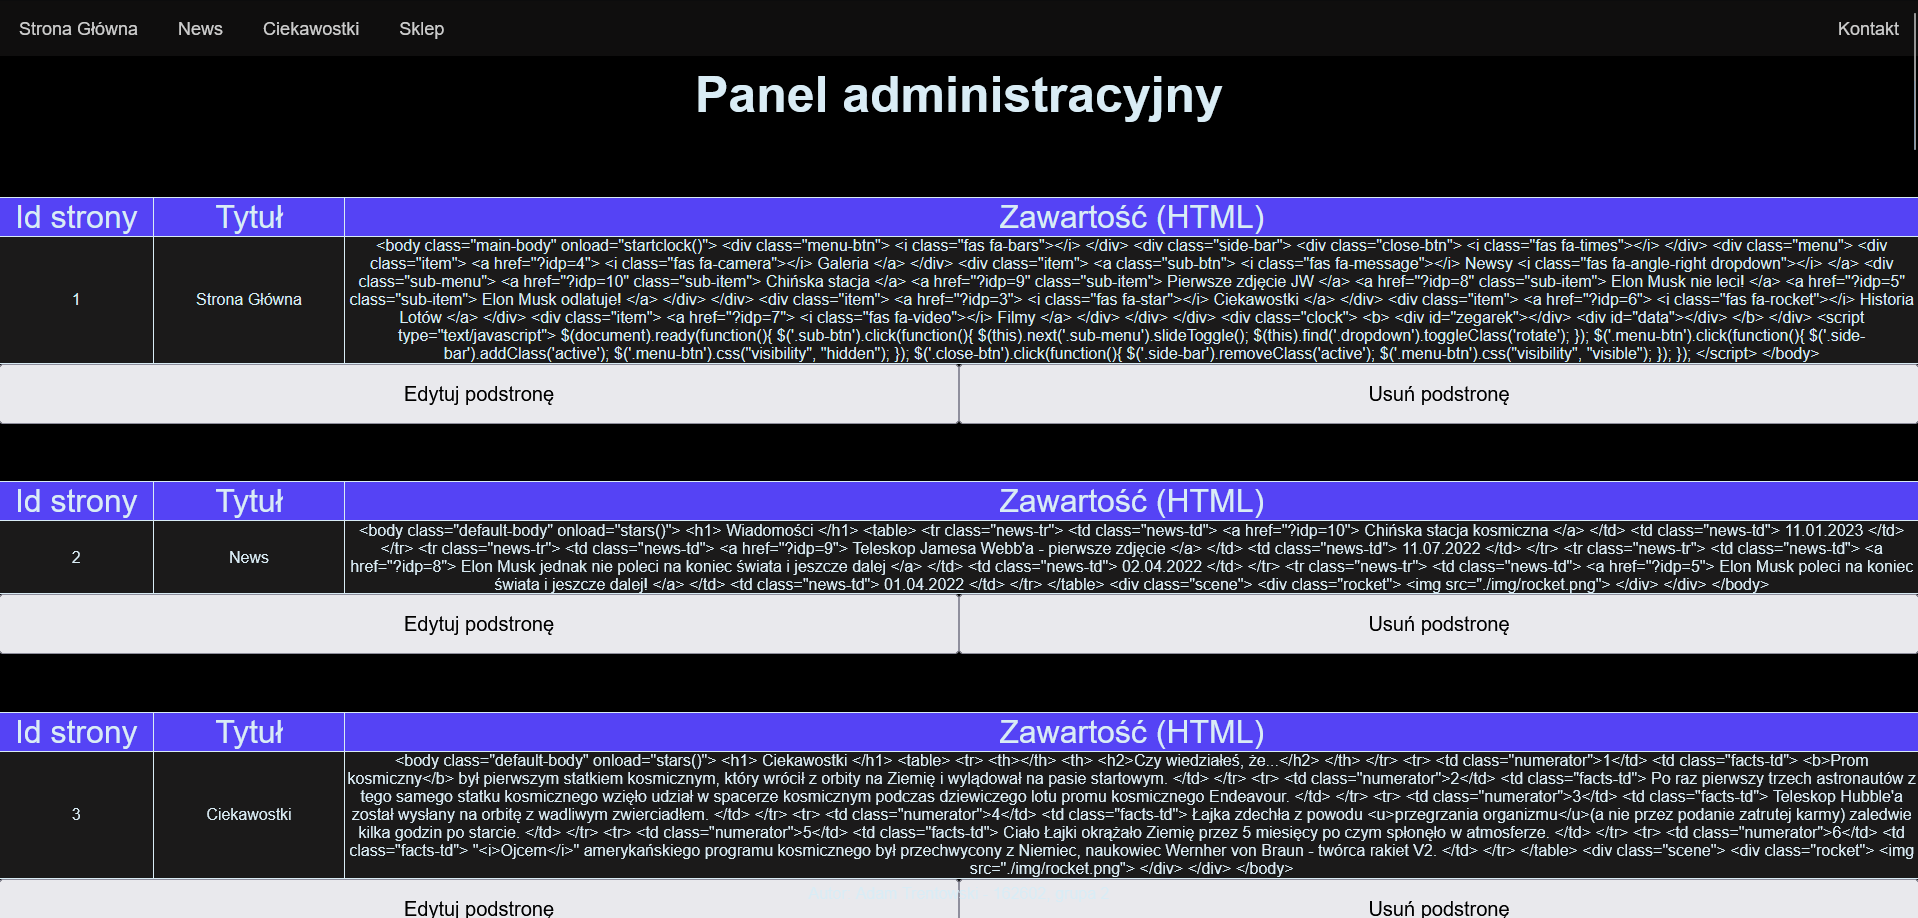 Strona Główna News Ciekawostki Sklep Kontakt
Panel administracyjny
Id strony Tytuł Zawartość (HTML)
<body class="main-body" onload="startclock()"> <div class="menu-btn"> <i class="fas fa-bars"></i> </div> <div class="side-bar"> <div class="close-btn"> <i class="fas fa-times"></i> </div> <div class="menu"> <div
class="item"> <a href="?idp=4"> <i class="fas fa-camera"></i> Galeria </a> </div> <div class="item"> <a class="sub-btn"> <i class="fas fa-message"></i> Newsy <i class="fas fa-angle-right dropdown"></i> </a> <div
class="sub-menu"> <a href="?idp=10" class="sub-item"> Chińska stacja </a> <a href="?idp=9" class="sub-item"> Pierwsze zdjęcie JW </a> <a href="?idp=8" class="sub-item"> Elon Musk nie leci! </a> <a href="?idp=5"
1 Strona Główna class="sub-item"> Elon Musk odlatuje! </a> </div> </div> <div class="item"> <a href="?idp=3"> <i class="fas fa-star"></i> Ciekawostki </a> </div> <div class="item"> <a href="?idp=6"> <i class="fas fa-rocket"></i> Historia
Lotów </a> </div> <div class="item"> <a href="?idp=7"> <i class="fas fa-video"></i> Filmy </a> </div> </div> </div> <div class="clock"> <b> <div id="zegarek"></div> <div id="data"></div> </b> </div> <script
type="text/javascript"> $(document).ready(function(){ $('.sub-btn').click(function(){ $(this).next('.sub-menu').slideToggle(); $(this).find('.dropdown').toggleClass('rotate'); }); $('.menu-btn').click(function(){ $('.side-
bar').addClass('active'); $('.menu-btn').css("visibility", "hidden"); }); $('.close-btn').click(function(){ $('.side-bar').removeClass('active'); $('.menu-btn').css("visibility", "visible"); }); }); </script> </body>
Edytuj podstronę Usuń podstronę
Id strony Tytuł Zawartość (HTML)
<body class="default-body" onload="stars()"> <h1> Wiadomości </h1> <table> <tr class="news-tr"> <td class="news-td"> <a href="?idp=10"> Chińska stacja kosmiczna </a> </td> <td class="news-td"> 11.01.2023 </td>
2 News </tr> <tr class="news-tr"> <td class="news-td"> <a href="?idp=9"> Teleskop Jamesa Webb'a - pierwsze zdjęcie </a> </td> <td class="news-td"> 11.07.2022 </td> </tr> <tr class="news-tr"> <td class="news-td"> <a
href="?idp=8"> Elon Musk jednak nie poleci na koniec świata i jeszcze dalej </a> </td> <td class="news-td"> 02.04.2022 </td> </tr> <tr class="news-tr"> <td class="news-td"> <a href="?idp=5"> Elon Musk poleci na koniec
świata i jeszcze dalej! </a> </td> <td class="news-td"> 01.04.2022 </td> </tr> </table> <div class="scene"> <div class="rocket"> <img src="./img/rocket.png"> </div> </div> </body>
Edytuj podstronę Usuń podstronę
Id strony Tytuł Zawartość (HTML)
<body class="default-body" onload="stars()"> <h1> Ciekawostki </h1> <table> <tr> <th></th> <th> <h2>Czy wiedziałeś, że...</h2> </th> </tr> <tr> <td class="numerator">1</td> <td class="facts-td"> <b>Prom
kosmiczny</b> był pierwszym statkiem kosmicznym, który wrócił z orbity na Ziemię i wylądował na pasie startowym. </td> </tr> <tr> <td class="numerator">2</td> <td class="facts-td"> Po raz pierwszy trzech astronautów z
tego samego statku kosmicznego wzięło udział w spacerze kosmicznym podczas dziewiczego lotu promu kosmicznego Endeavour. </td> </tr> <tr> <td class="numerator">3</td> <td class="facts-td"> Teleskop Hubble'a
3 Ciekawostki został wysłany na orbitę z wadliwym zwierciadłem. </td> </tr> <tr> <td class="numerator">4</td> <td class="facts-td"> Łajka zdechła z powodu <u>przegrzania organizmu</u>(a nie przez podanie zatrutej karmy) zaledwie
kilka godzin po starcie. </td> </tr> <tr> <td class="numerator">5</td> <td class="facts-td"> Ciało Łajki okrążało Ziemię przez 5 miesięcy po czym spłonęło w atmosferze. </td> </tr> <tr> <td class="numerator">6</td> <td
class="facts-td"> "<i>Ojcem</i>" amerykańskiego programu kosmicznego był przechwycony z Niemiec, naukowiec Wernher von Braun - twórca rakiet V2. </td> </tr> </table> <div class="scene"> <div class="rocket"> <img
src="./img/rocket.png"> </div> </div> </body>
Edytuj podstronę Usuń podstronę